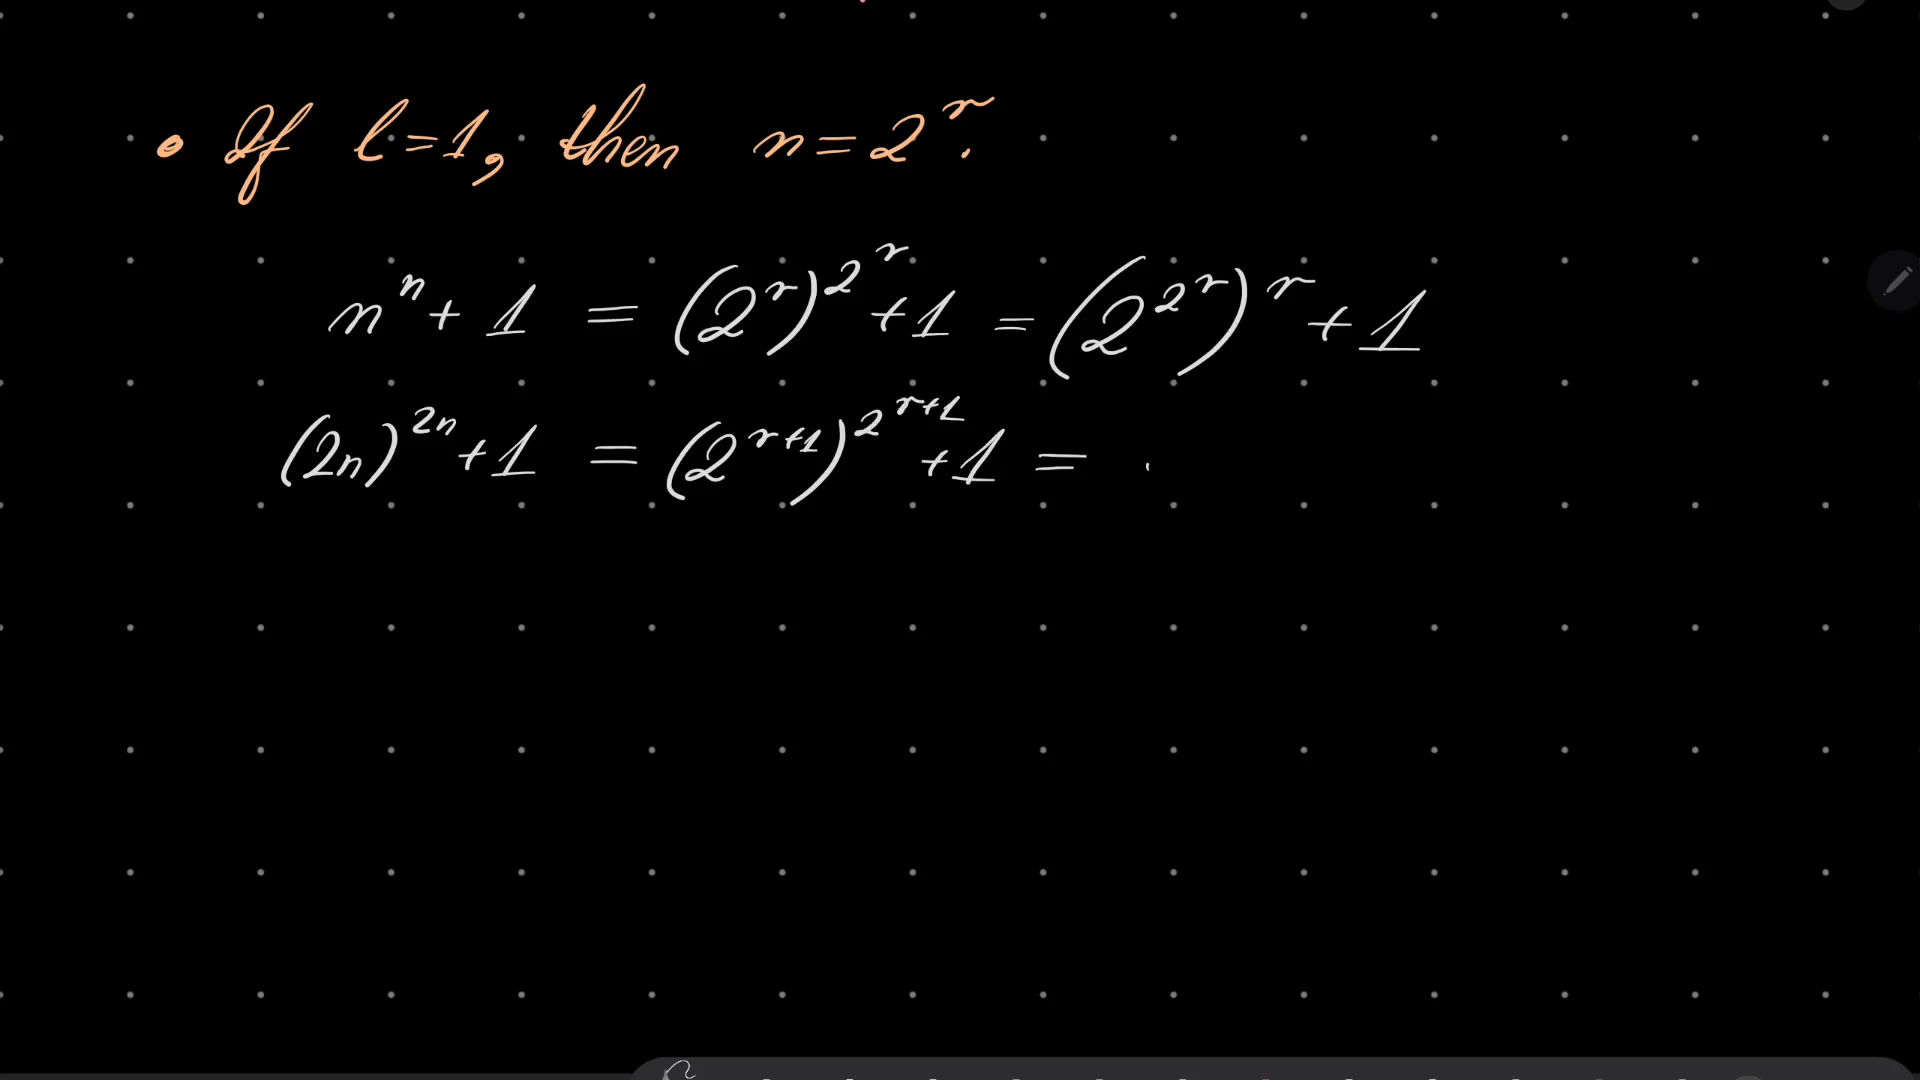 • If l=1, then n=2^r.
n^n+1 = (2^r)^{2^r}+1 = (2^{2^r})^r+1
(2n)^{2n}+1 = (2^{r+1})^{2^{r+1}}+1 =